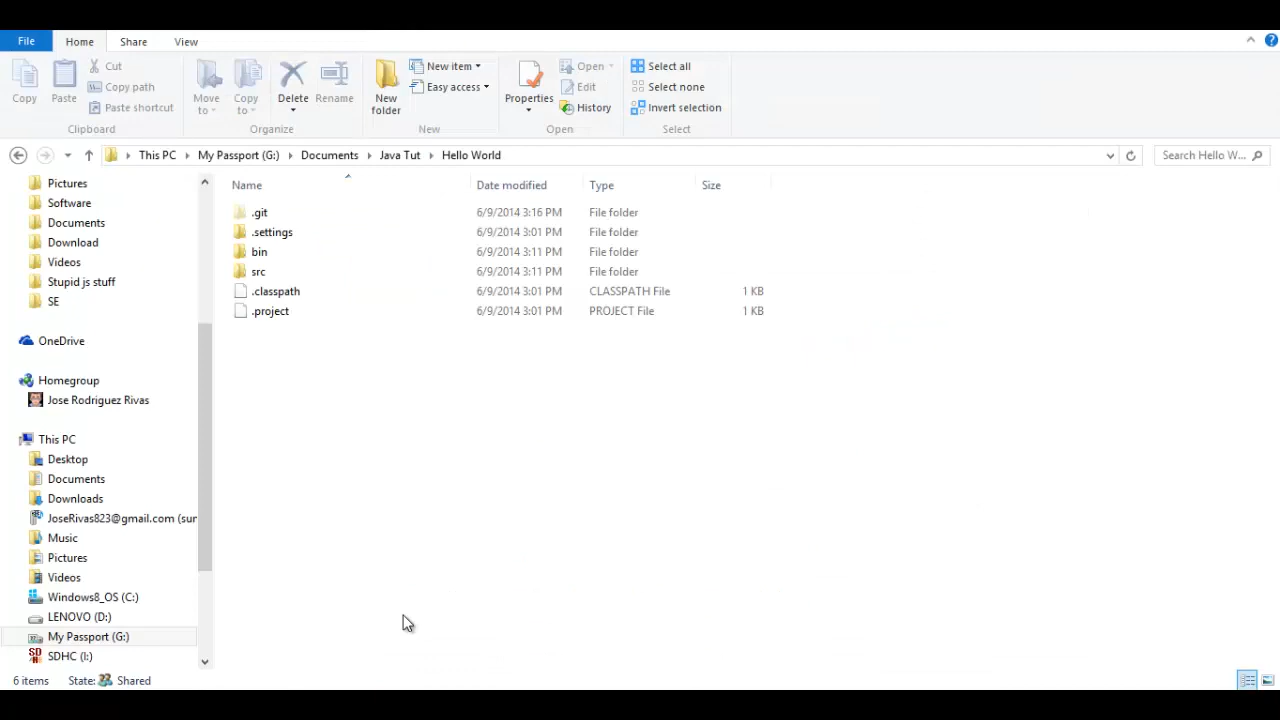 File Home Share View
Copy Paste Cut Copy path Paste shortcut Move to Copy to Delete Rename New folder New item Easy access Properties Open Edit History Select all Select none Invert selection
Clipboard Organize New Open Select
This PC My Passport (G:) Documents Java Tut Hello World Search Hello W...
Name Date modified Type Size
.git 6/9/2014 3:16 PM File folder
.settings 6/9/2014 3:01 PM File folder
bin 6/9/2014 3:11 PM File folder
src 6/9/2014 3:11 PM File folder
.classpath 6/9/2014 3:01 PM CLASSPATH File 1 KB
.project 6/9/2014 3:01 PM PROJECT File 1 KB
Pictures
Software
Documents
Download
Videos
Stupid js stuff
SE
OneDrive
Homegroup
Jose Rodriguez Rivas
This PC
Desktop
Documents
Downloads
JoseRivas823@gmail.com (sur
Music
Pictures
Videos
Windows8_OS (C:)
LENOVO (D:)
My Passport (G:)
SDHC (I:)
6 items State: Shared